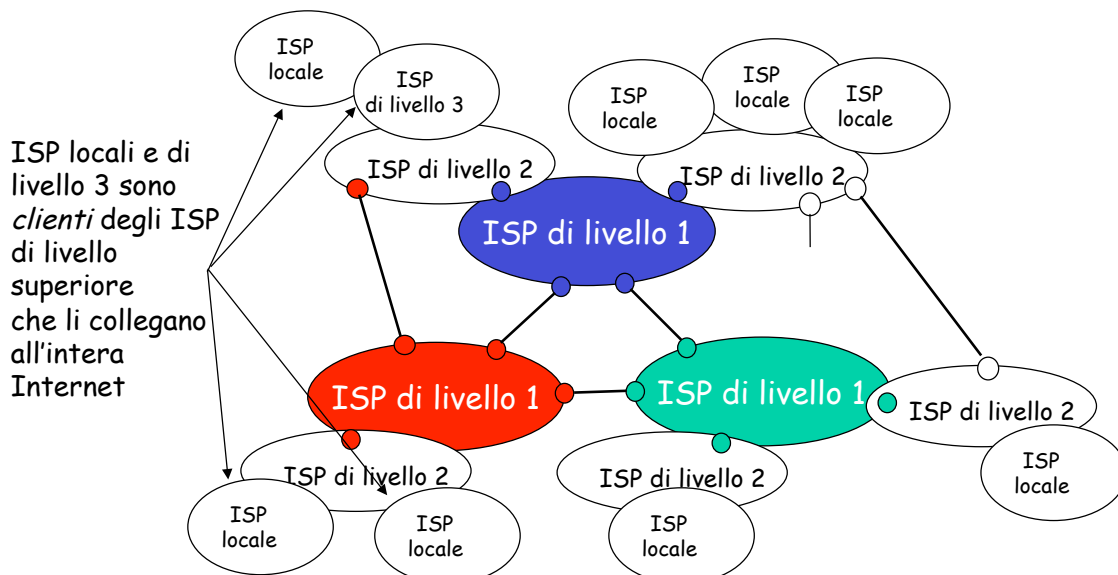 ISP
locale
ISP
di livello 3
ISP di livello 2
ISP
locale
ISP
locale
ISP
locale
ISP di livello 2
ISP locali e di
livello 3 sono
clienti degli ISP
di livello
superiore
che li collegano
all'intera
Internet
ISP di livello 1
ISP di livello 1
ISP di livello 1
ISP di livello 2
ISP
locale
ISP di livello 2
ISP
locale
ISP
locale
ISP di livello 2
ISP
locale